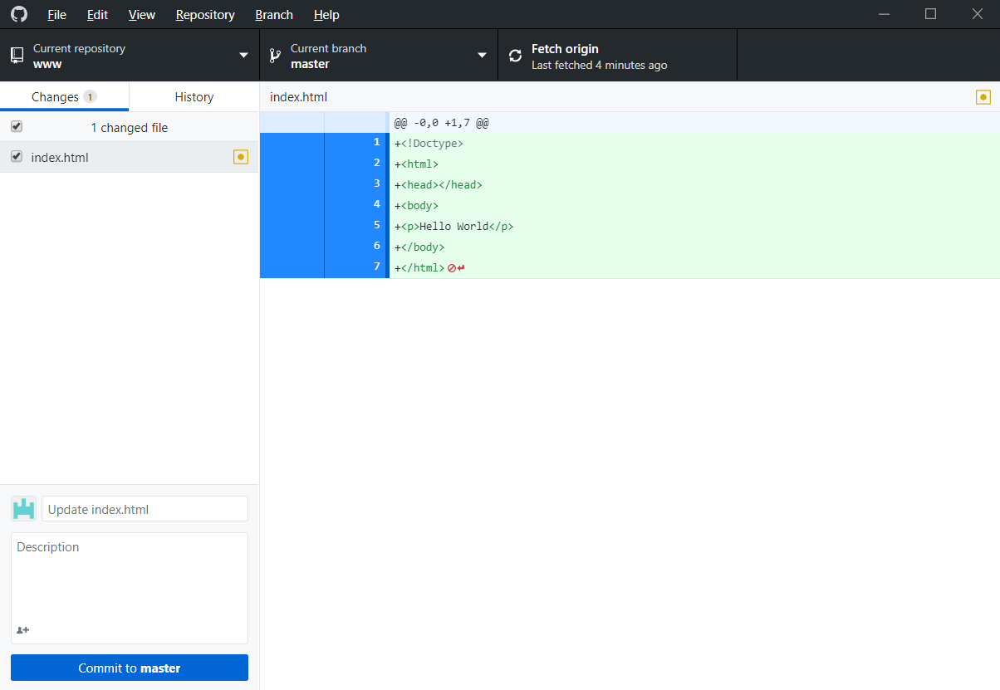 File Edit View Repository Branch Help
Current repository
www
Current branch
master
Fetch origin
Last fetched 4 minutes ago
Changes 1 History
index.html
1 changed file
index.html
@@ -0,0 +1,7 @@
1 +<!Doctype>
2 +<html>
3 +<head></head>
4 +<body>
5 +<p>Hello World</p>
6 +</body>
7 +</html>
Update index.html
Description
Commit to master